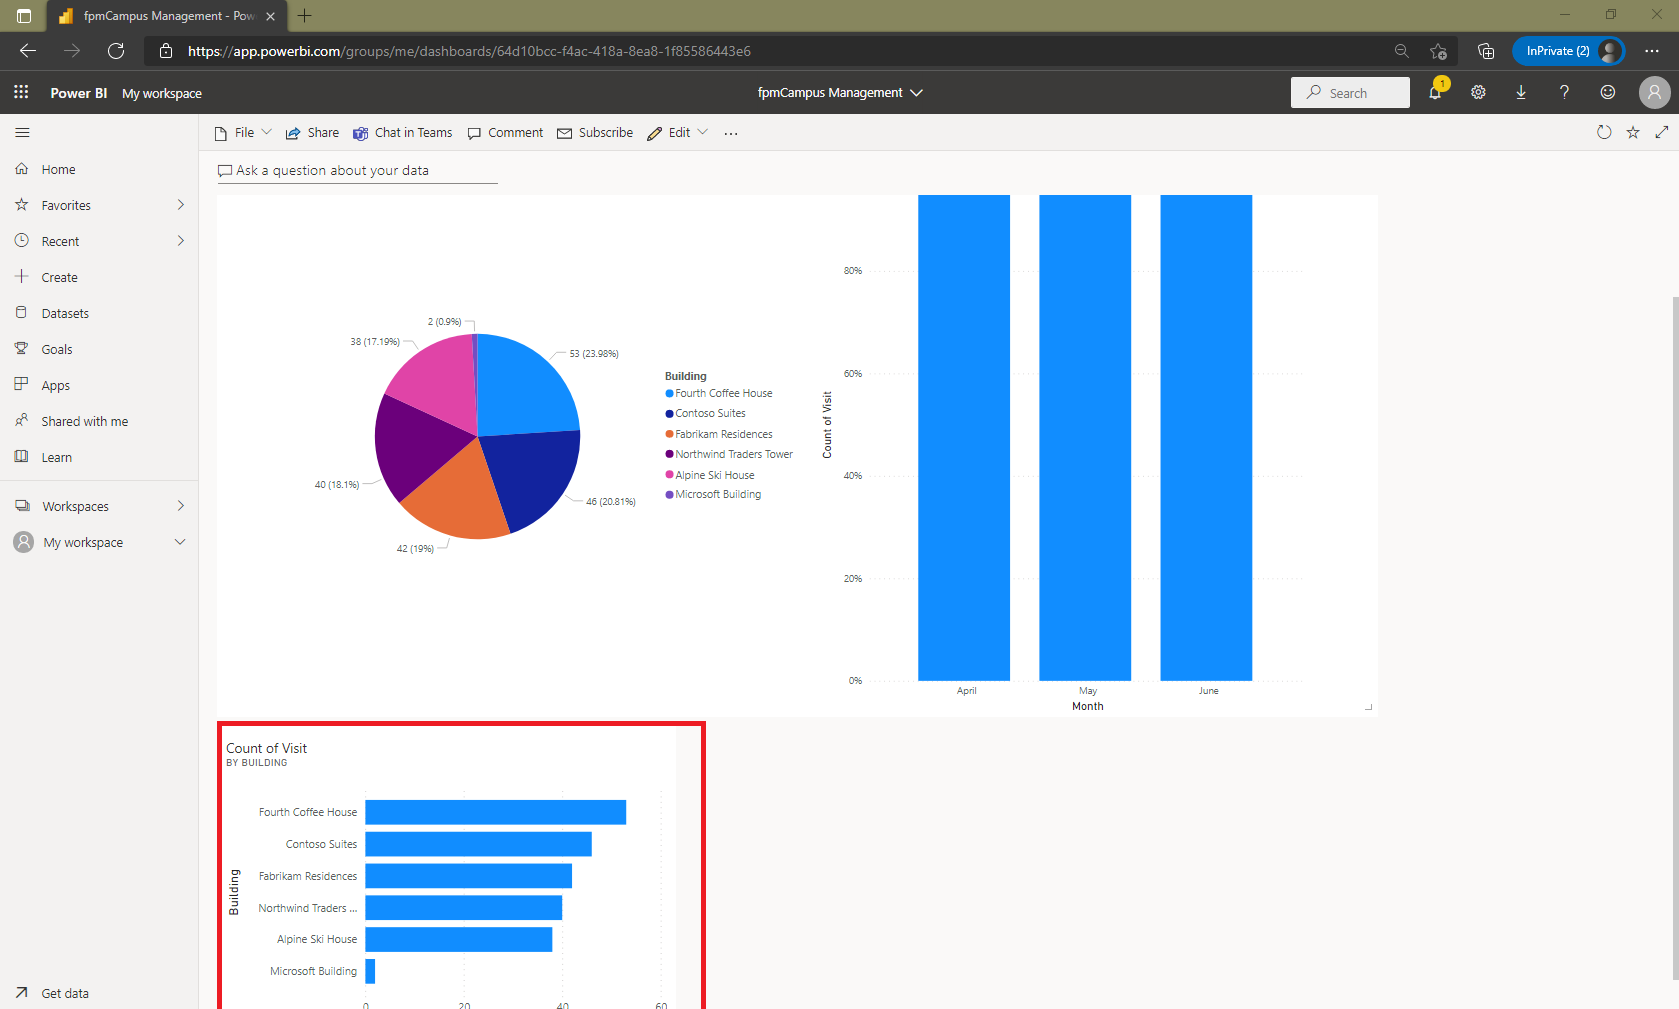 fpmCampus Management - Pow
https://app.powerbi.com/groups/me/dashboards/64d10bcc-f4ac-418a-8ea8-1f85586443e6
InPrivate (2)
Power BI My workspace
fpmCampus Management
Search
1
File
Share
Chat in Teams
Comment
Subscribe
Edit
Home
Favorites
Recent
Create
Datasets
Goals
Apps
Shared with me
Learn
Workspaces
My workspace
Get data
Ask a question about your data
2 (0.9%)
38 (17.19%)
53 (23.98%)
40 (18.1%)
46 (20.81%)
42 (19%)
Building
Fourth Coffee House
Contoso Suites
Fabrikam Residences
Northwind Traders Tower
Alpine Ski House
Microsoft Building
Count of Visit
80%
60%
40%
20%
0%
April May June
Month
Count of Visit
BY BUILDING
Building
Fourth Coffee House
Contoso Suites
Fabrikam Residences
Northwind Traders ...
Alpine Ski House
Microsoft Building
0 20 40 60